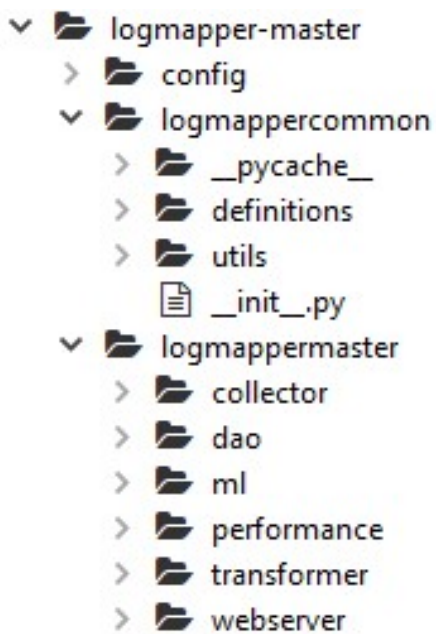 logmapper-master
config
logmappercommon
__pycache__
definitions
utils
__init__.py
logmappermaster
collector
dao
ml
performance
transformer
webserver